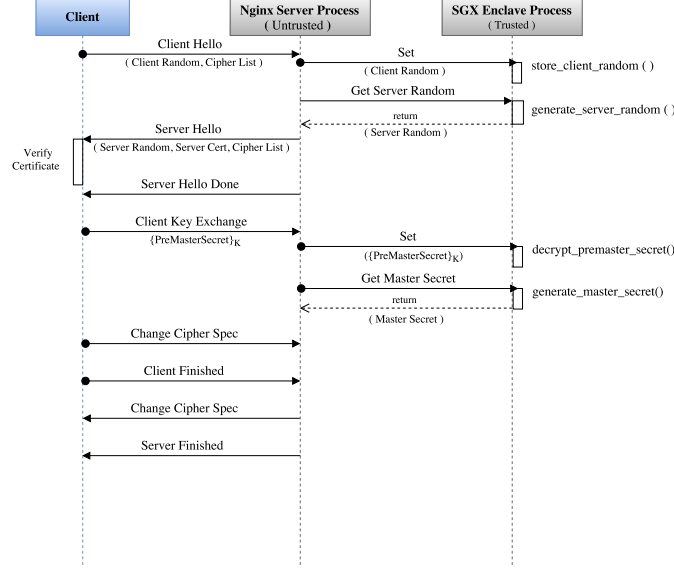 Client
Nginx Server Process
( Untrusted )
SGX Enclave Process
( Trusted )
Client Hello
( Client Random, Cipher List )
Set
( Client Random )
store_client_random ( )
Get Server Random
generate_server_random ( )
return
( Server Random )
Server Hello
( Server Random, Server Cert, Cipher List )
Verify
Certificate
Server Hello Done
Client Key Exchange
{PreMasterSecret}K
Set
({PreMasterSecret}K)
decrypt_premaster_secret()
Get Master Secret
generate_master_secret()
return
( Master Secret )
Change Cipher Spec
Client Finished
Change Cipher Spec
Server Finished